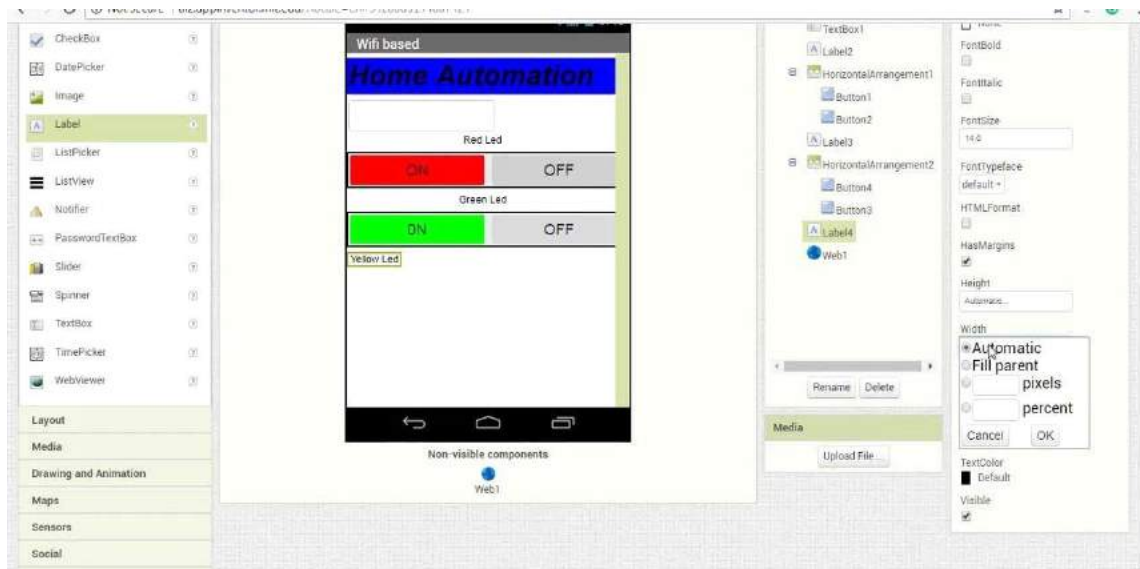 Not secure
CheckBox
DatePicker
Image
Label
ListPicker
ListView
Notifier
PasswordTextBox
Slider
Spinner
TextBox
TimePicker
WebViewer
Layout
Media
Drawing and Animation
Maps
Sensors
Social
Wifi based
Home Automation
Red Led
ON OFF
Green Led
ON OFF
Yellow Led
Non-visible components
Web1
TextBox1
Label2
HorizontalArrangement1
Button1
Button2
Label3
HorizontalArrangement2
Button4
Button3
Label4
Web1
Rename Delete
Media
Upload File ...
None
FontBold
FontItalic
FontSize
14.0
FontTypeface
default
HTMLFormat
HasMargins
Height
Automatic...
Width
Automatic
Fill parent
pixels
percent
Cancel OK
TextColor
Default
Visible